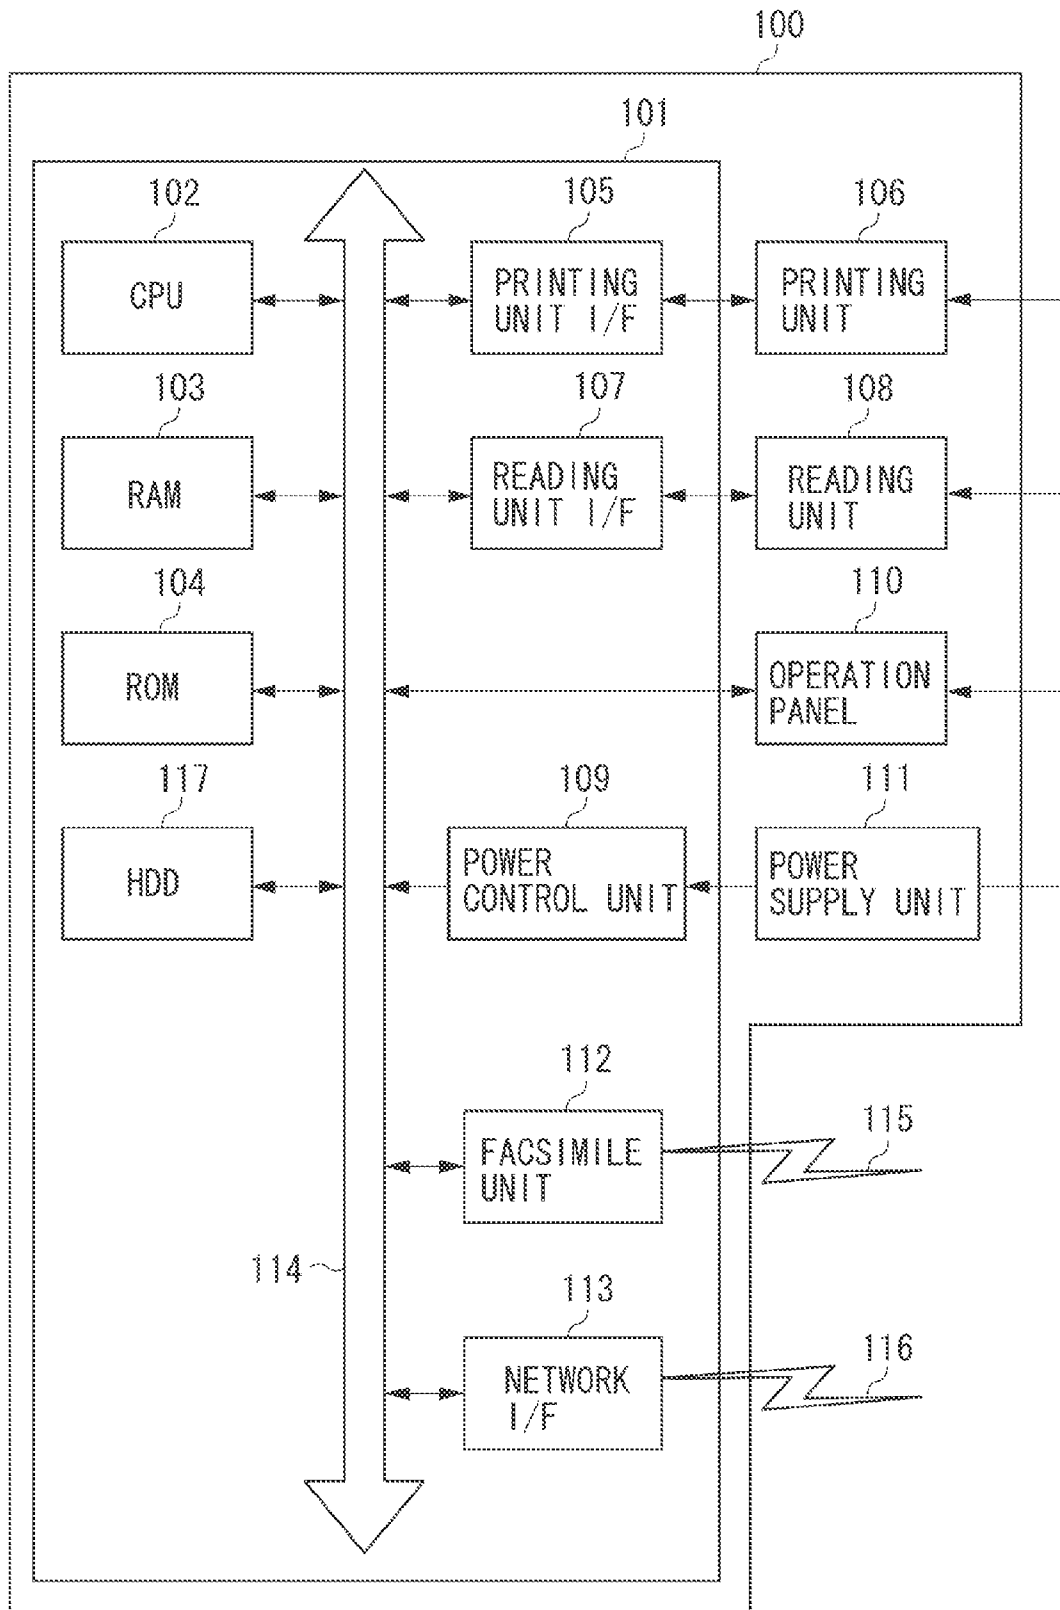 100
101
102
105
106
CPU
PRINTING
UNIT I/F
PRINTING
UNIT
103
107
108
RAM
READING
UNIT I/F
READING
UNIT
104
110
ROM
OPERATION
PANEL
117
109
111
HDD
POWER
CONTROL UNIT
POWER
SUPPLY UNIT
112
115
FACSIMILE
UNIT
114
113
116
NETWORK
I/F